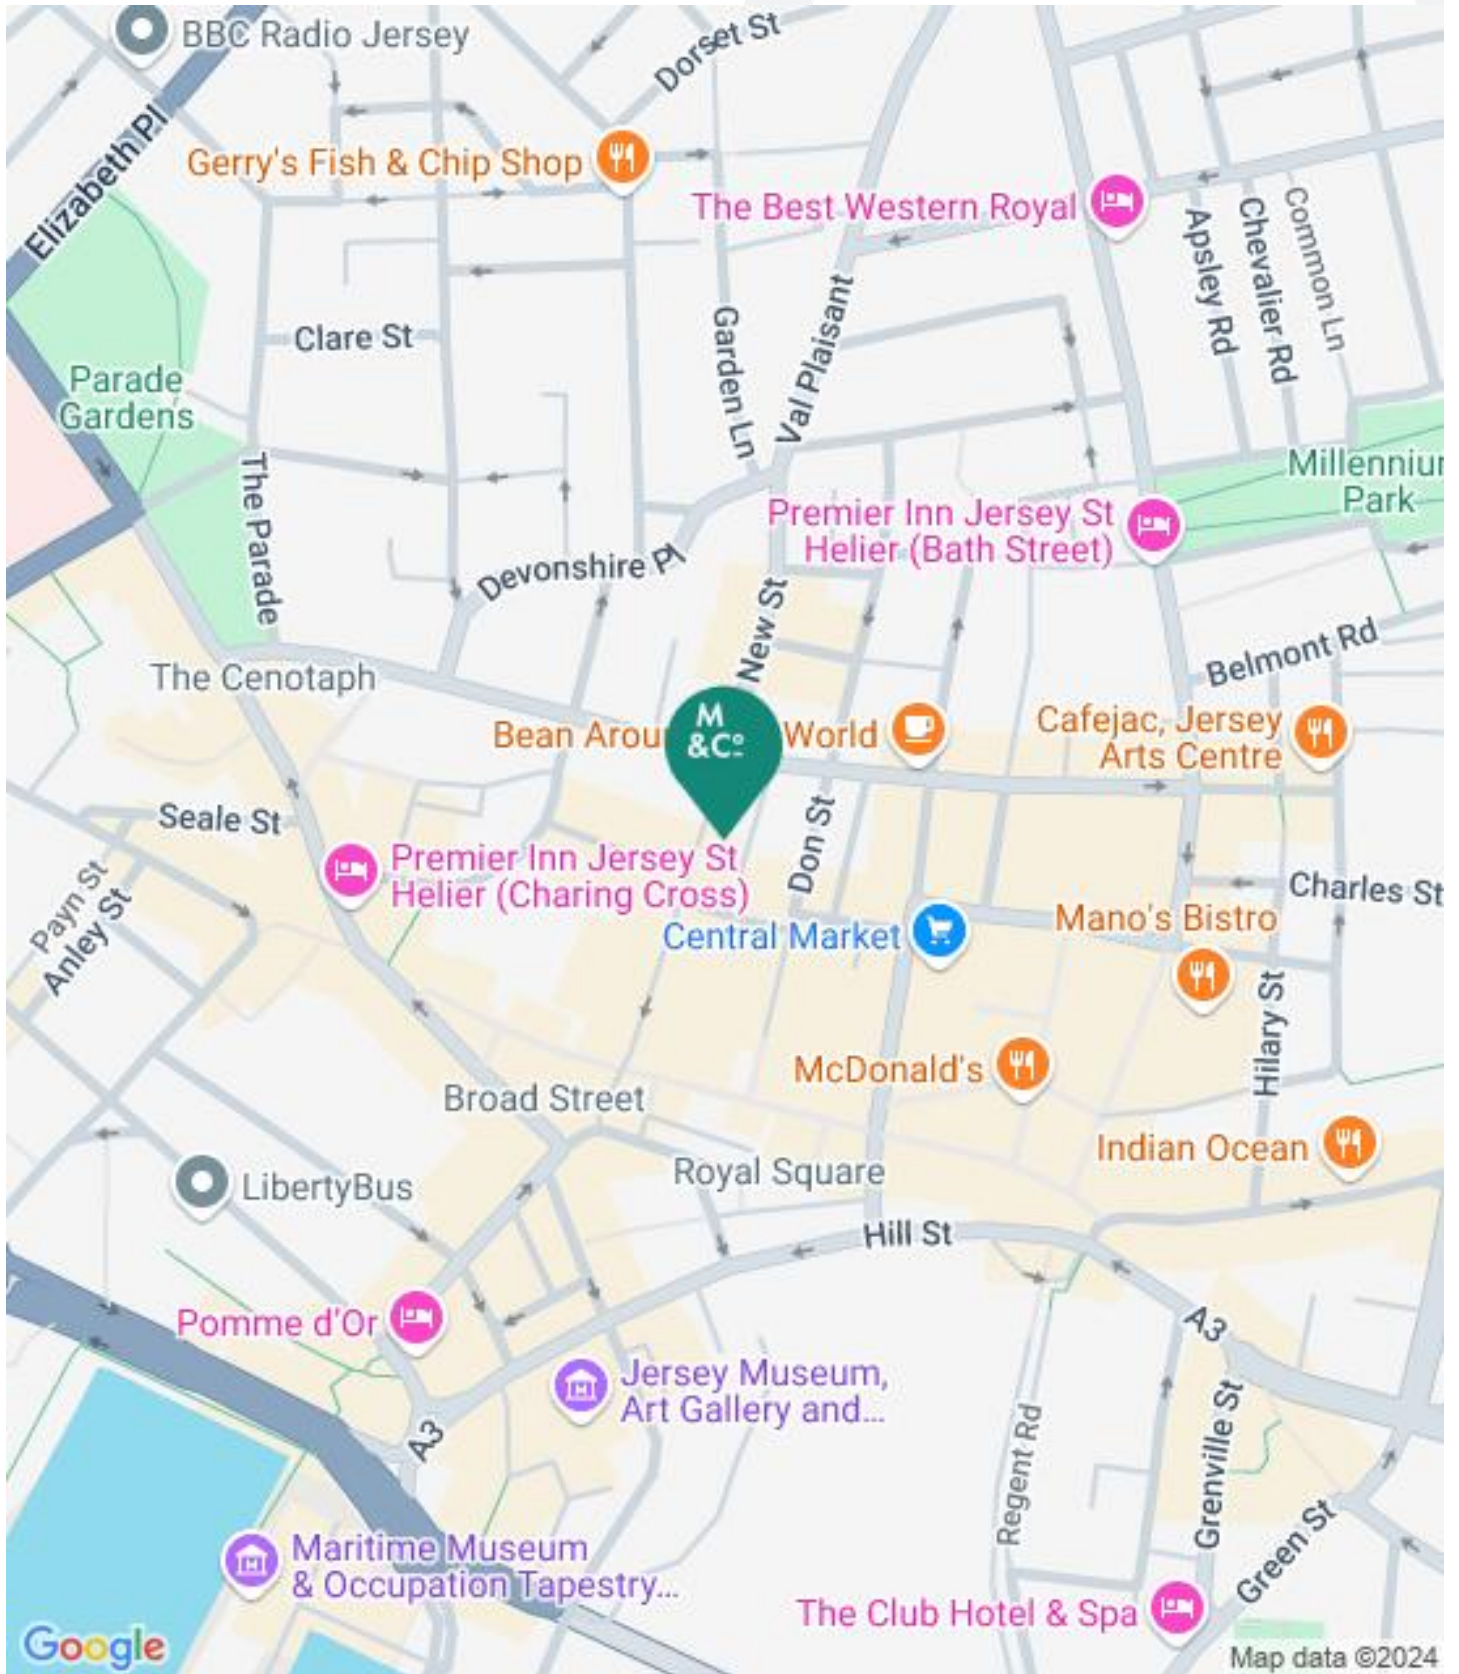 BBC Radio Jersey
Dorset St
Elizabeth Pl
Gerry's Fish & Chip Shop
The Best Western Royal
Apsley Rd
Chevalier Rd
Common Ln
Clare St
Garden Ln
Val Plaisant
Parade
Gardens
The Parade
Millenniur
Park
Premier Inn Jersey St
Helier (Bath Street)
Devonshire Pl
New St
Belmont Rd
The Cenotaph
M
&Cº
Bean Arou
World
Cafejac, Jersey
Arts Centre
Seale St
Don St
Premier Inn Jersey St
Helier (Charing Cross)
Payn St
Anley St
Charles St
Mano's Bistro
Central Market
Hilary St
McDonald's
Broad Street
Indian Ocean
Royal Square
LibertyBus
Hill St
Pomme d'Or
A3
Jersey Museum,
Art Gallery and...
A3
Regent Rd
Grenville St
Green St
Maritime Museum
& Occupation Tapestry...
The Club Hotel & Spa
Google
Map data ©2024